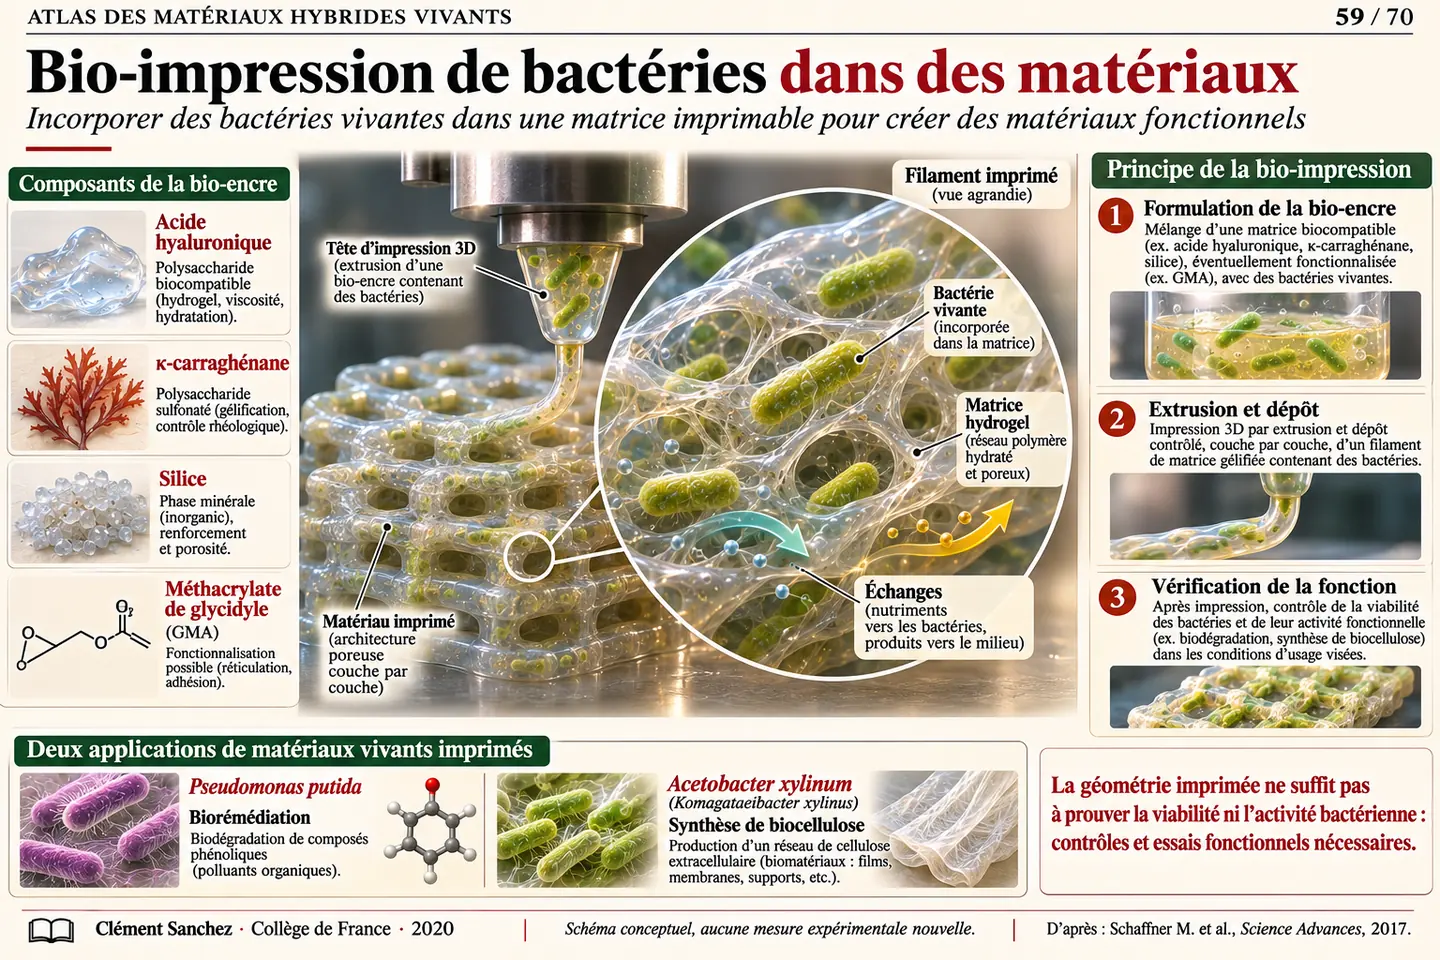 ATLAS DES MATÉRIAUX HYBRIDES VIVANTS
59 / 70
Bio-impression de bactéries dans des matériaux
Incorporer des bactéries vivantes dans une matrice imprimable pour créer des matériaux fonctionnels
Composants de la bio-encre
Acide
hyaluronique
Polysaccharide
biocompatible
(hydrogel, viscosité,
hydratation).
κ-carraghénane
Polysaccharide
sulfonaté (gélification,
contrôle rhéologique).
Silice
Phase minérale
(inorganic),
renforcement
et porosité.
Méthacrylate
de glycidyle
(GMA)
Fonctionnalisation
possible (réticulation,
adhésion).
O
O
Tête d'impression 3D
(extrusion d'une
bio-encre contenant
des bactéries)
Matériau imprimé
(architecture
poreuse
couche par
couche)
Filament imprimé
(vue agrandie)
Bactérie
vivante
(incorporée
dans la matrice)
Matrice
hydrogel
(réseau polymère
hydraté
et poreux)
Échanges
(nutriments
vers les bactéries,
produits vers le milieu)
Principe de la bio-impression
1
Formulation de la bio-encre
Mélange d'une matrice biocompatible
(ex. acide hyaluronique, κ-carraghénane,
silice), éventuellement fonctionnalisée
(ex. GMA), avec des bactéries vivantes.
2
Extrusion et dépôt
Impression 3D par extrusion et dépôt
contrôlé, couche par couche, d'un filament
de matrice gélifiée contenant des bactéries.
3
Vérification de la fonction
Après impression, contrôle de la viabilité
des bactéries et de leur activité fonctionnelle
(ex. biodégradation, synthèse de biocellulose)
dans les conditions d'usage visées.
Deux applications de matériaux vivants imprimés
Pseudomonas putida
Biorémédiation
Biodégradation de composés
phénoliques
(polluants organiques).
Acetobacter xylinum
(Komagataeibacter xylinus)
Synthèse de biocellulose
Production d'un réseau de cellulose
extracellulaire (biomatériaux : films,
membranes, supports, etc.).
La géométrie imprimée ne suffit pas
à prouver la viabilité ni l'activité bactérienne :
contrôles et essais fonctionnels nécessaires.
Clément Sanchez · Collège de France · 2020
Schéma conceptuel, aucune mesure expérimentale nouvelle.
D'après : Schaffner M. et al., Science Advances, 2017.